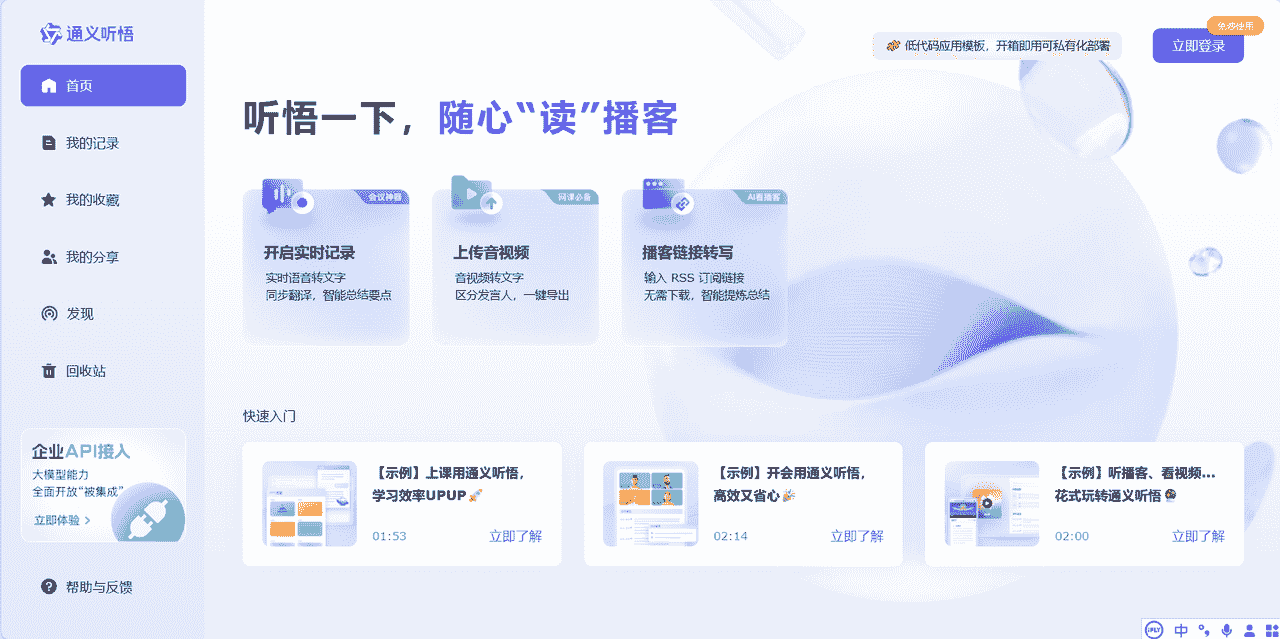 通义听悟
首页
我的记录
我的收藏
我的分享
发现
回收站
企业API接入
大模型能力
全面开放“被集成”
立即体验 >
帮助与反馈
低代码应用模板，开箱即用可私有化部署
免费使用
立即登录
听悟一下，随心“读”播客
会议神器
开启实时记录
实时语音转文字
同步翻译，智能总结要点
网课必备
上传音视频
音视频转文字
区分发言人，一键导出
AI看播客
播客链接转写
输入 RSS 订阅链接
无需下载，智能提炼总结
快速入门
【示例】上课用通义听悟，
学习效率UPUP🚀
01:53 立即了解
【示例】开会用通义听悟，
高效又省心🎉
02:14 立即了解
【示例】听播客、看视频...
花式玩转通义听悟
02:00 立即了解
iFLY 中